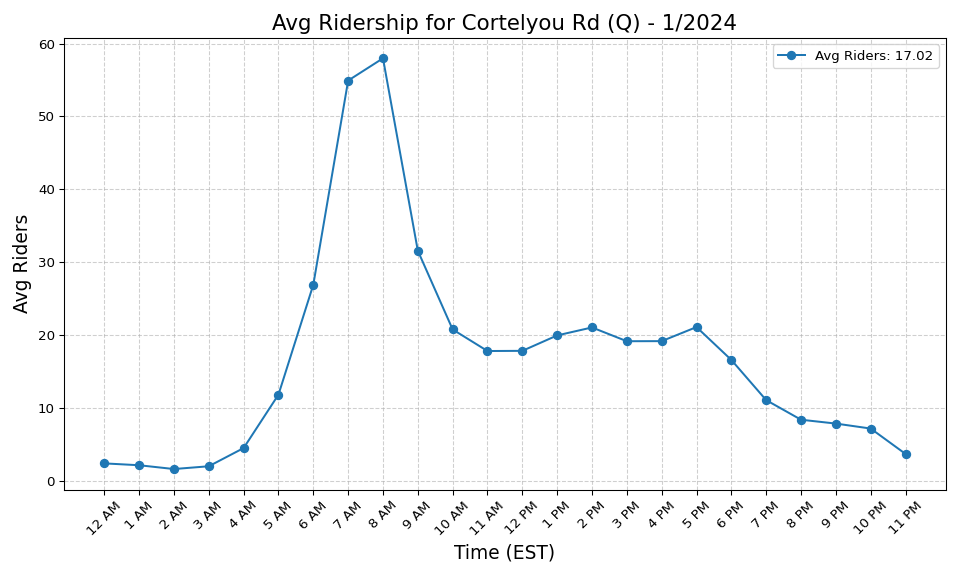 Avg Ridership for Cortelyou Rd (Q) - 1/2024
Avg Riders: 17.02
60
50
40
30
20
10
0
Avg Riders
12 AM
1 AM
2 AM
3 AM
4 AM
5 AM
6 AM
7 AM
8 AM
9 AM
10 AM
11 AM
12 PM
1 PM
2 PM
3 PM
4 PM
5 PM
6 PM
7 PM
8 PM
9 PM
10 PM
11 PM
Time (EST)